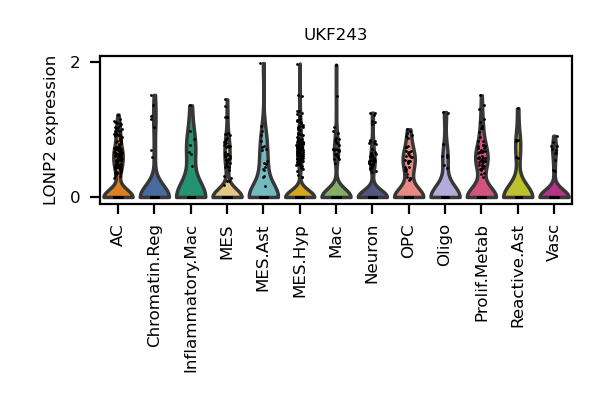 UKF243
LONP2 expression
2
0
AC
Chromatin.Reg
Inflammatory.Mac
MES
MES.Ast
MES.Hyp
Mac
Neuron
OPC
Oligo
Prolif.Metab
Reactive.Ast
Vasc